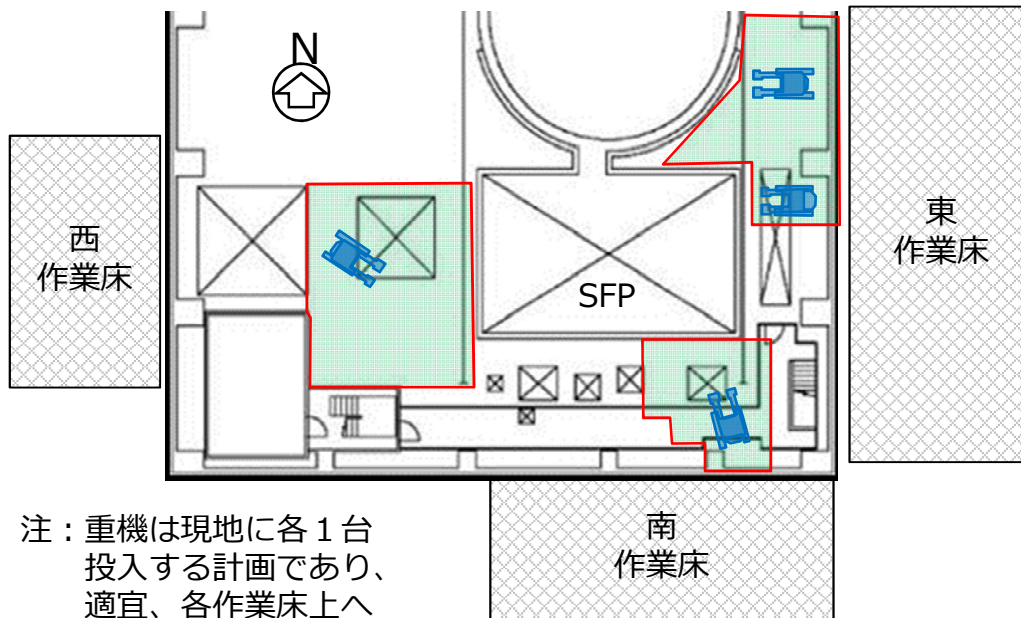 N
西
作業床
SFP
東
作業床
南
作業床
注：重機は現地に各１台
投入する計画であり、
適宜、各作業床上へ